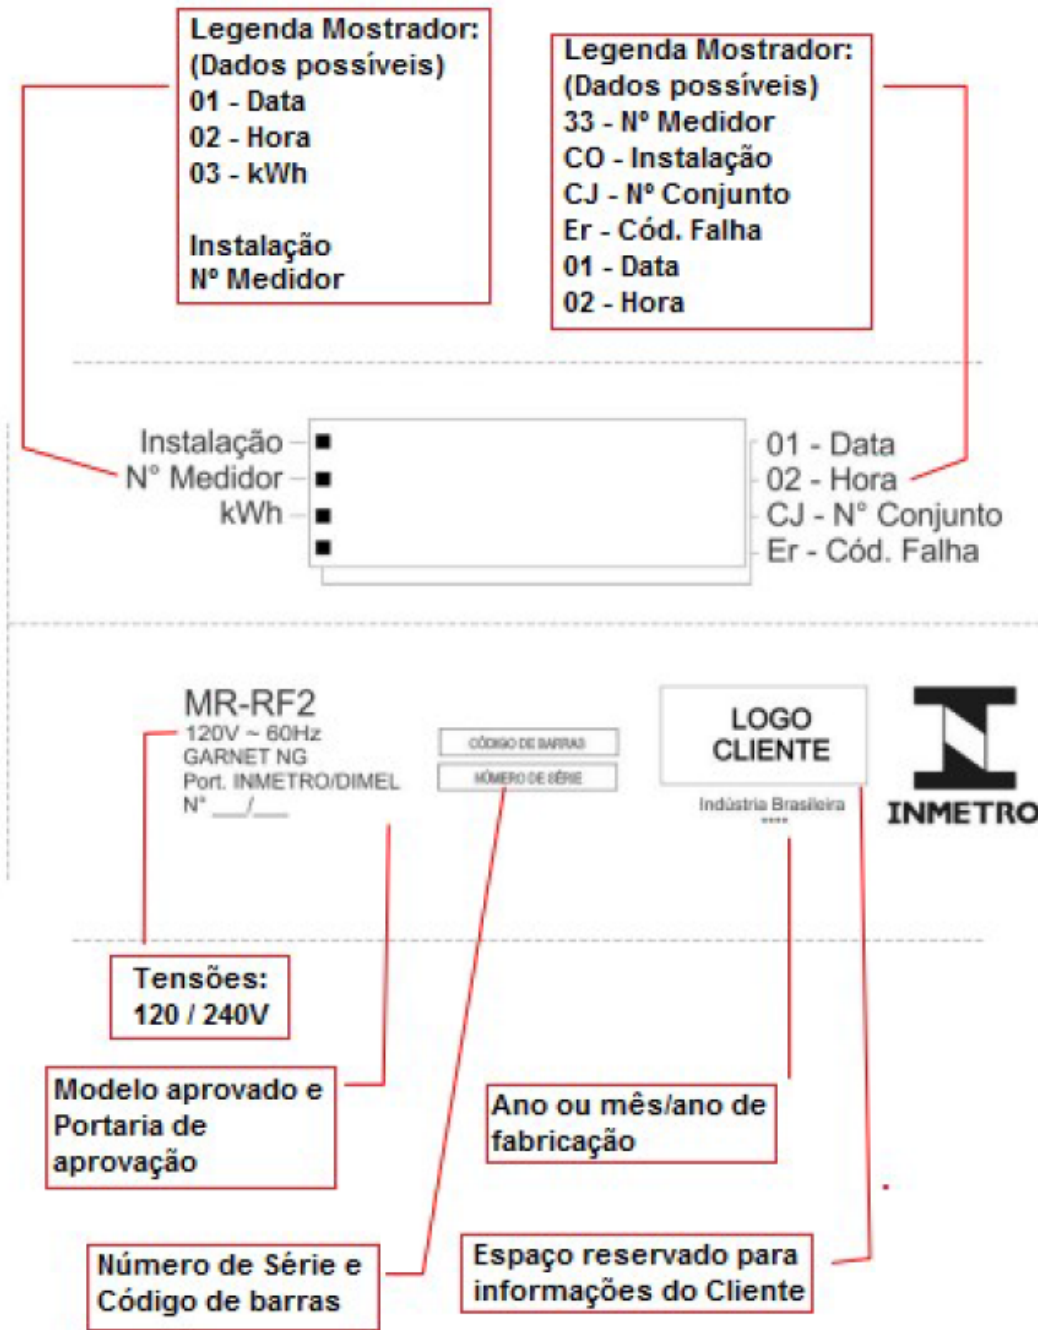 Legenda Mostrador:
(Dados possíveis)
01 - Data
02 - Hora
03 - kWh
Instalação
Nº Medidor
Legenda Mostrador:
(Dados possíveis)
33 - Nº Medidor
CO - Instalação
CJ - Nº Conjunto
Er - Cód. Falha
01 - Data
02 - Hora
Instalação
N° Medidor
kWh
01 - Data
02 - Hora
CJ - N° Conjunto
Er - Cód. Falha
MR-RF2
120V ~ 60Hz
GARNET NG
Port. INMETRO/DIMEL
N° ___/___
CÓDIGO DE BARRAS
NÚMERO DE SÉRIE
LOGO
CLIENTE
Indústria Brasileira
****
INMETRO
Tensões:
120 / 240V
Modelo aprovado e
Portaria de
aprovação
Ano ou mês/ano de
fabricação
Número de Série e
Código de barras
Espaço reservado para
informações do Cliente